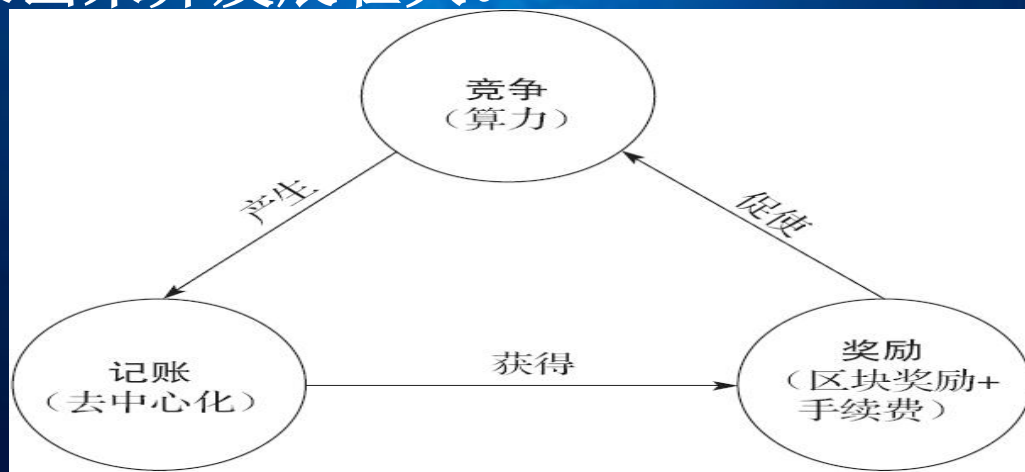 竞争
（算力）
产生
促使
记账
（去中心化）
获得
奖励
（区块奖励+
手续费）